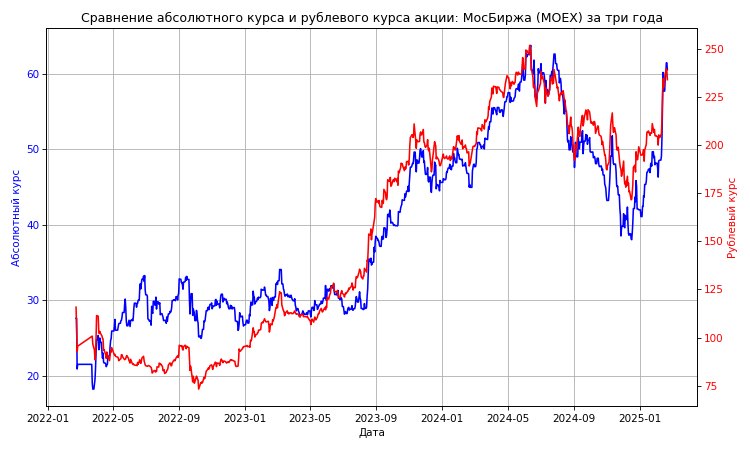 Сравнение абсолютного курса и рублевого курса акции: МосБиржа (MOEX) за три года
Абсолютный курс
60
50
40
30
20
250
225
200
175
150
125
100
75
Рублевый курс
2022-01 2022-05 2022-09 2023-01 2023-05 2023-09 2024-01 2024-05 2024-09 2025-01
Дата